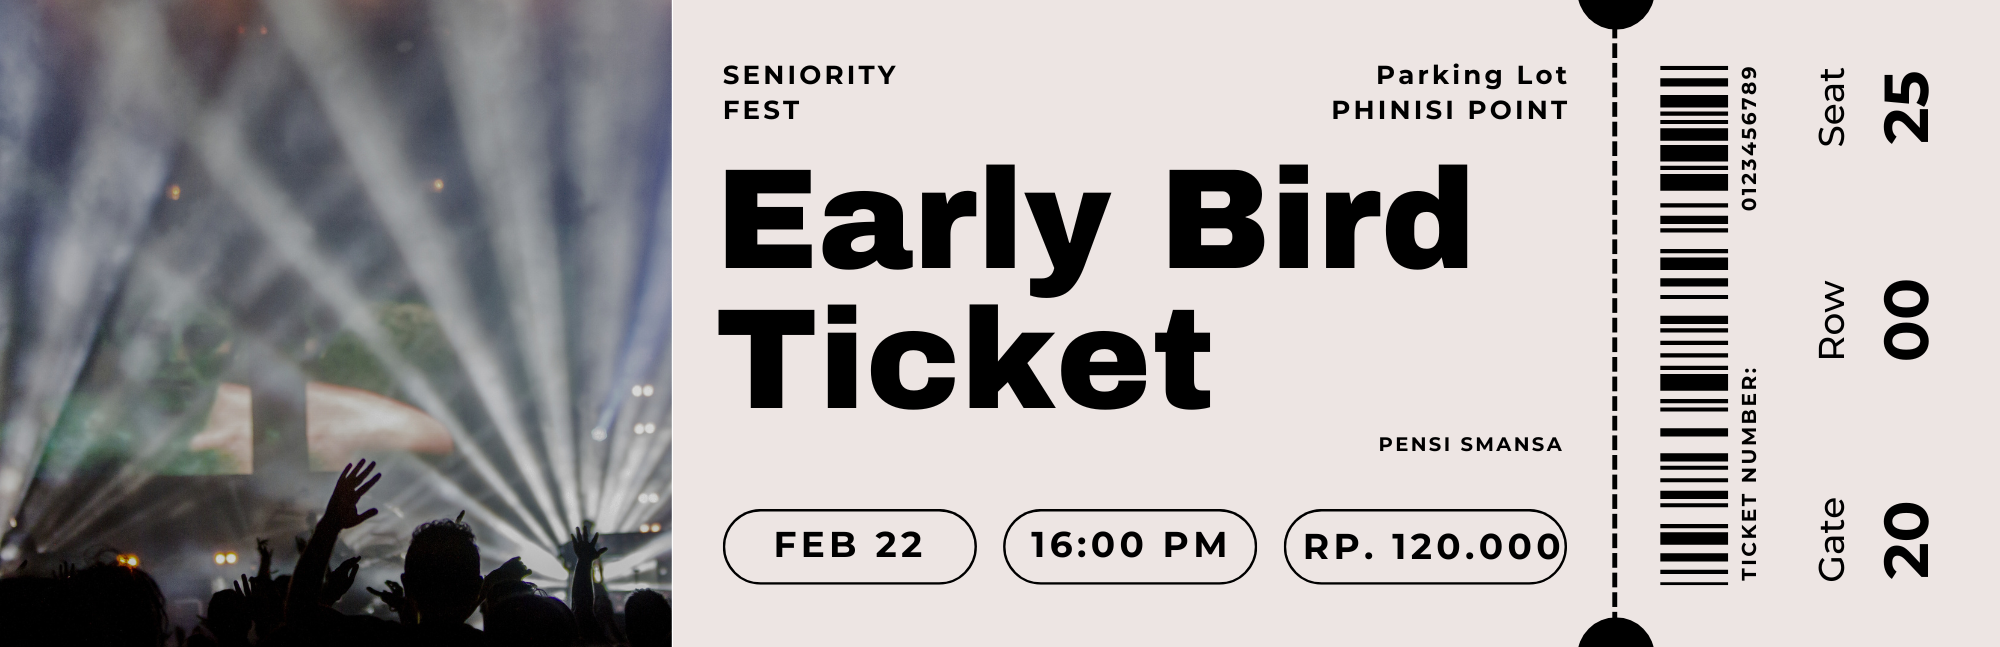 SENIORITY
FEST
Parking Lot
PHINISI POINT
Early Bird
Ticket
PENSI SMANSA
FEB 22
16:00 PM
RP. 120.000
TICKET NUMBER:
0123456789
Gate
20
Row
00
Seat
25